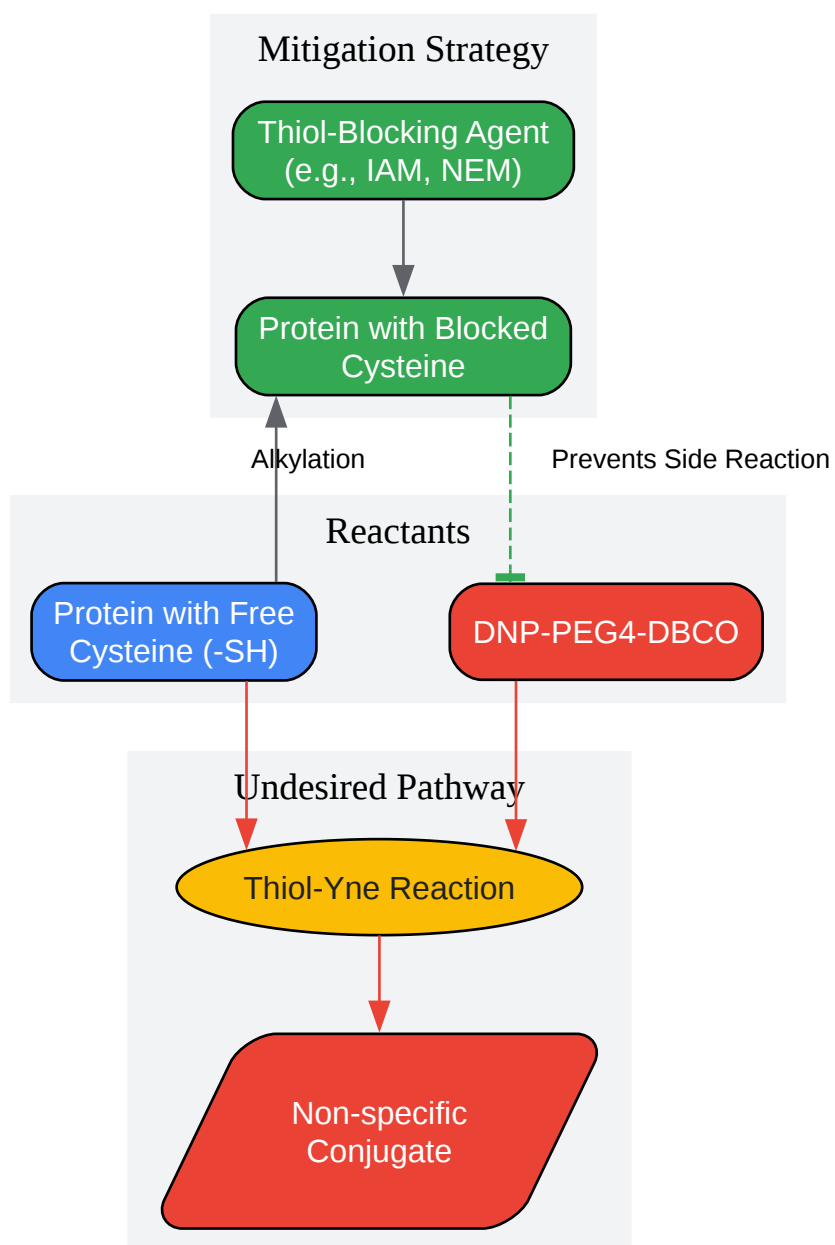 Mitigation Strategy
Thiol-Blocking Agent
(e.g., IAM, NEM)
Protein with Blocked
Cysteine
Alkylation
Prevents Side Reaction
Reactants
Protein with Free
Cysteine (-SH)
DNP-PEG4-DBCO
Undesired Pathway
Thiol-Yne Reaction
Non-specific
Conjugate